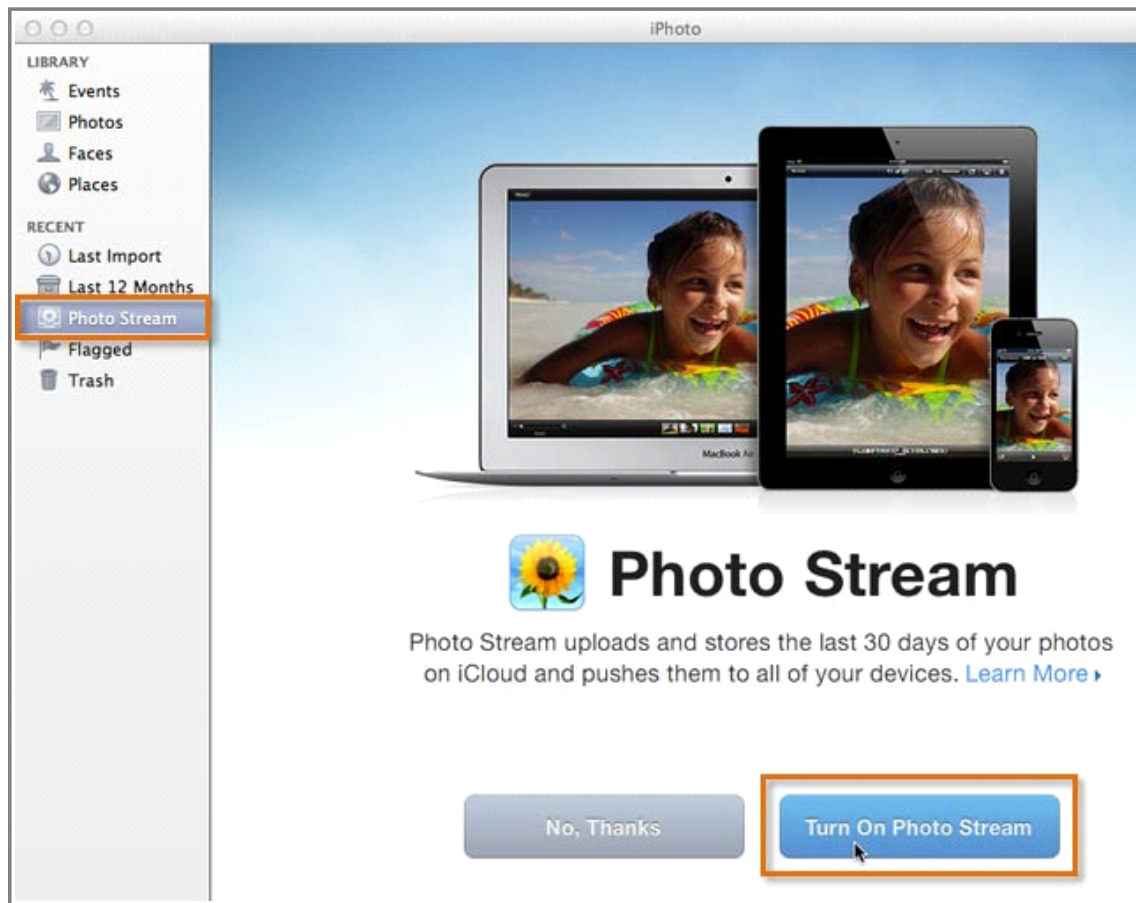 iPhoto
LIBRARY
Events
Photos
Faces
Places
RECENT
Last Import
Last 12 Months
Photo Stream
Flagged
Trash
MacBook Air
Photo Stream
Photo Stream uploads and stores the last 30 days of your photos
on iCloud and pushes them to all of your devices. Learn More
No, Thanks
Turn On Photo Stream